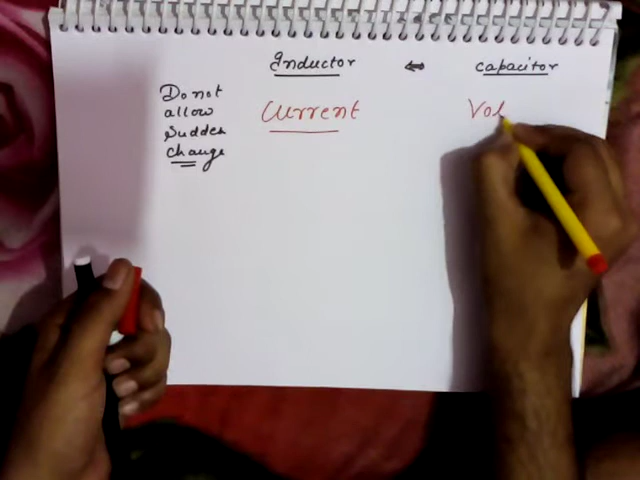 Inductor ⇔ capacitor
Do not
allow
sudden
change
Current
Vol